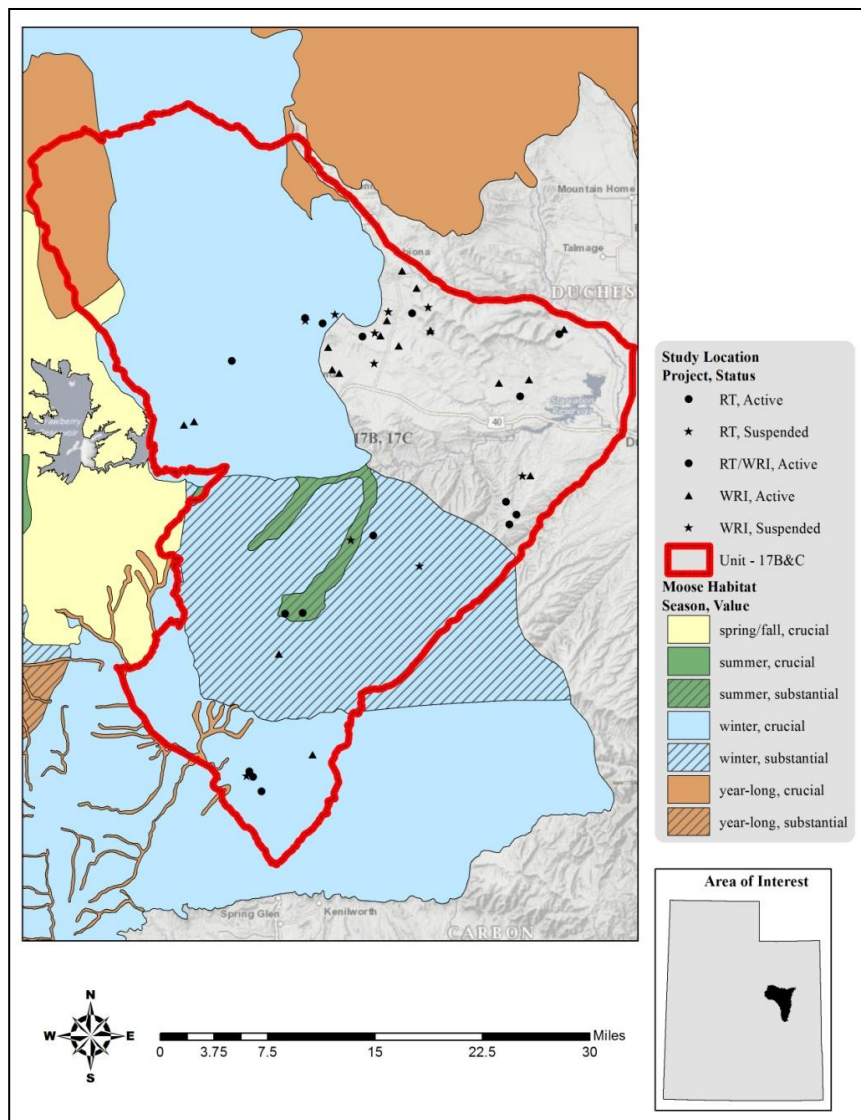 Mountain Home
Talmage
DUCHES
40
17B, 17C
Spring Glen
Kenilworth
CARBON
Study Location
Project, Status
RT, Active
RT, Suspended
RT/WRI, Active
WRI, Active
WRI, Suspended
Unit - 17B&C
Moose Habitat
Season, Value
spring/fall, crucial
summer, crucial
summer, substantial
winter, crucial
winter, substantial
year-long, crucial
year-long, substantial
Area of Interest
N
W
E
S
Miles
0
3.75
7.5
15
22.5
30